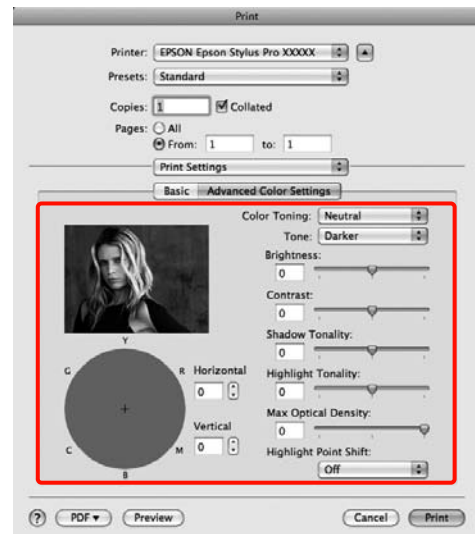 Print
Printer: EPSON Epson Stylus Pro XXXXX
Presets: Standard
Copies: 1 Collated
Pages: All
From: 1 to: 1
Print Settings
Basic Advanced Color Settings
Color Toning: Neutral
Tone: Darker
Brightness:
0
Contrast:
0
Shadow Tonality:
0
Highlight Tonality:
0
Max Optical Density:
0
Highlight Point Shift:
Off
Y
G R
C M
B
Horizontal
0
Vertical
0
? PDF Preview Cancel Print